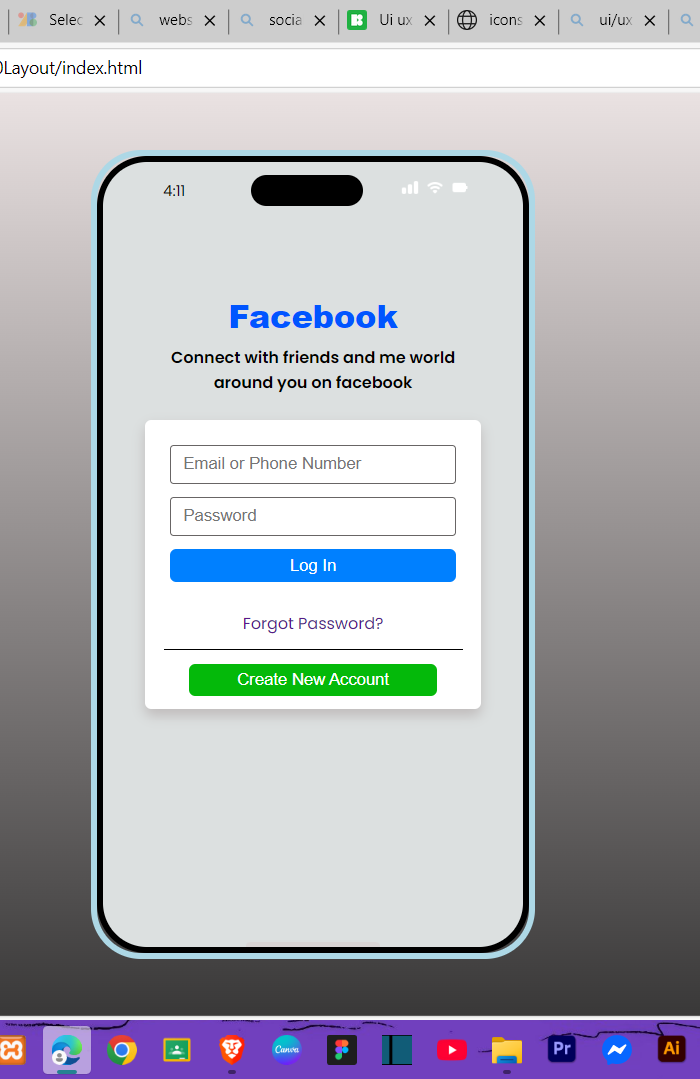 Selec
webs
socia
Ui ux
icons
ui/ux
Layout/index.html
4:11
Facebook
Connect with friends and me world
around you on facebook
Email or Phone Number
Password
Log In
Forgot Password?
Create New Account
Canva
Pr
Ai